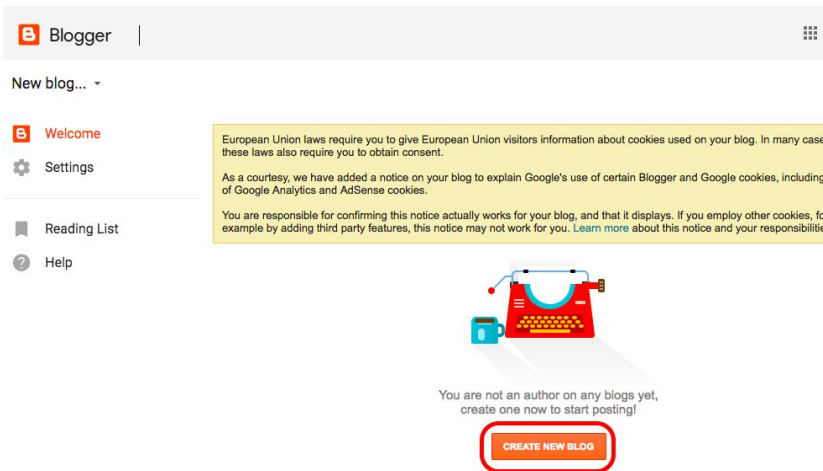 Blogger
New blog...
Welcome
Settings
Reading List
Help
European Union laws require you to give European Union visitors information about cookies used on your blog. In many case
these laws also require you to obtain consent.
As a courtesy, we have added a notice on your blog to explain Google's use of certain Blogger and Google cookies, including
of Google Analytics and AdSense cookies.
You are responsible for confirming this notice actually works for your blog, and that it displays. If you employ other cookies, fo
example by adding third party features, this notice may not work for you. Learn more about this notice and your responsibilitie
You are not an author on any blogs yet,
create one now to start posting!
CREATE NEW BLOG